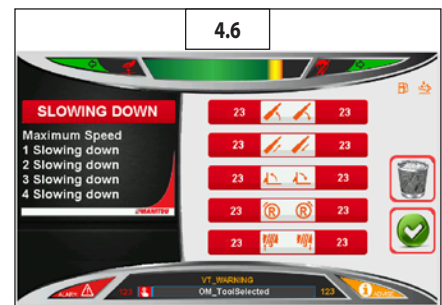 4.6
SLOWING DOWN
Maximum Speed
1 Slowing down
2 Slowing down
3 Slowing down
4 Slowing down
MANITOU
23 23
23 23
23 23
23 R R 23
23 23
VT_WARNING
ALARM 123 OM_ToolSelected 123